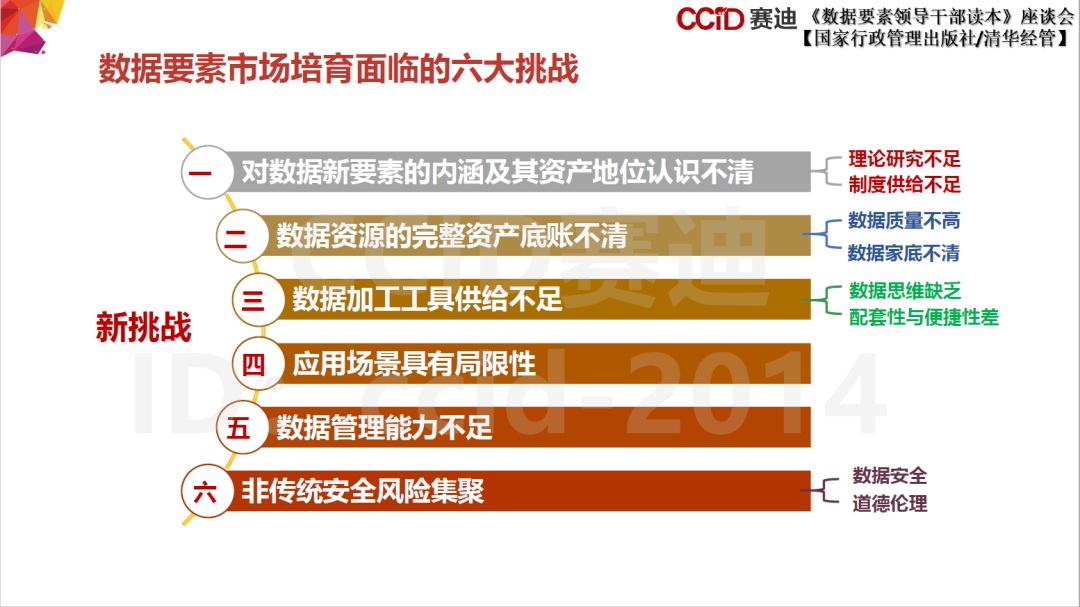 CCID 赛迪 《数据要素领导干部读本》座谈会
【国家行政管理出版社/清华经管】
数据要素市场培育面临的六大挑战
新挑战
一 对数据新要素的内涵及其资产地位认识不清
理论研究不足
制度供给不足
二 数据资源的完整资产底账不清
数据质量不高
数据家底不清
三 数据加工工具供给不足
数据思维缺乏
配套性与便捷性差
四 应用场景具有局限性
五 数据管理能力不足
六 非传统安全风险集聚
数据安全
道德伦理
CCID赛迪
ID: ccid-2014